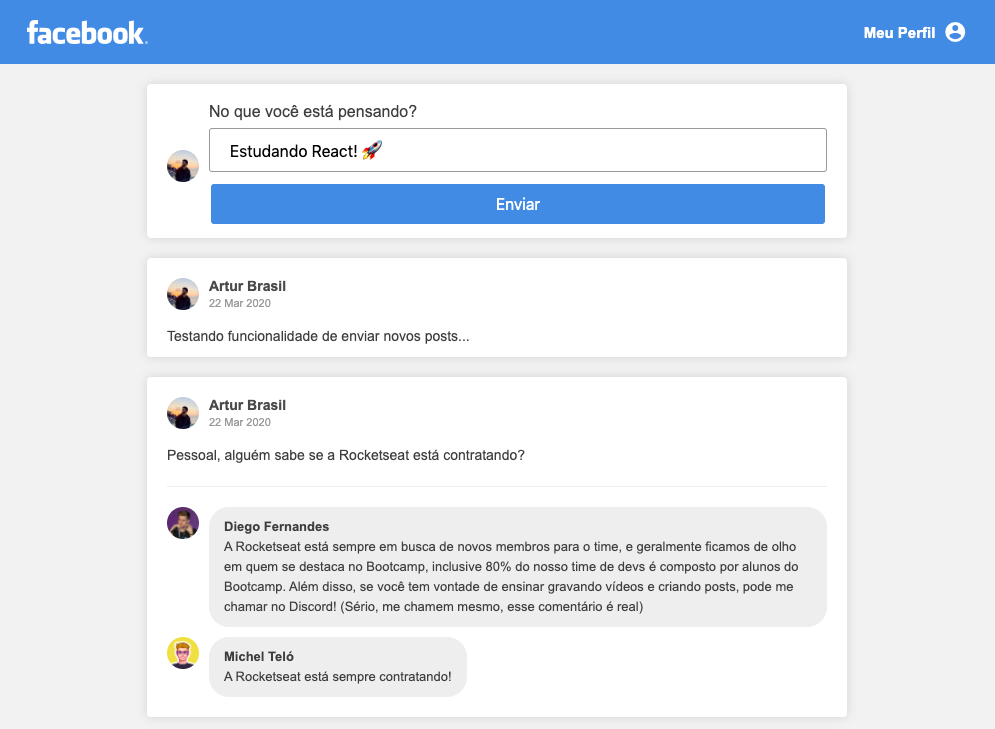 facebook.
Meu Perfil
No que você está pensando?
Estudando React! 🚀
Enviar
Artur Brasil
22 Mar 2020
Testando funcionalidade de enviar novos posts...
Artur Brasil
22 Mar 2020
Pessoal, alguém sabe se a Rocketseat está contratando?
Diego Fernandes
A Rocketseat está sempre em busca de novos membros para o time, e geralmente ficamos de olho
em quem se destaca no Bootcamp, inclusive 80% do nosso time de devs é composto por alunos do
Bootcamp. Além disso, se você tem vontade de ensinar gravando vídeos e criando posts, pode me
chamar no Discord! (Sério, me chamem mesmo, esse comentário é real)
Michel Teló
A Rocketseat está sempre contratando!